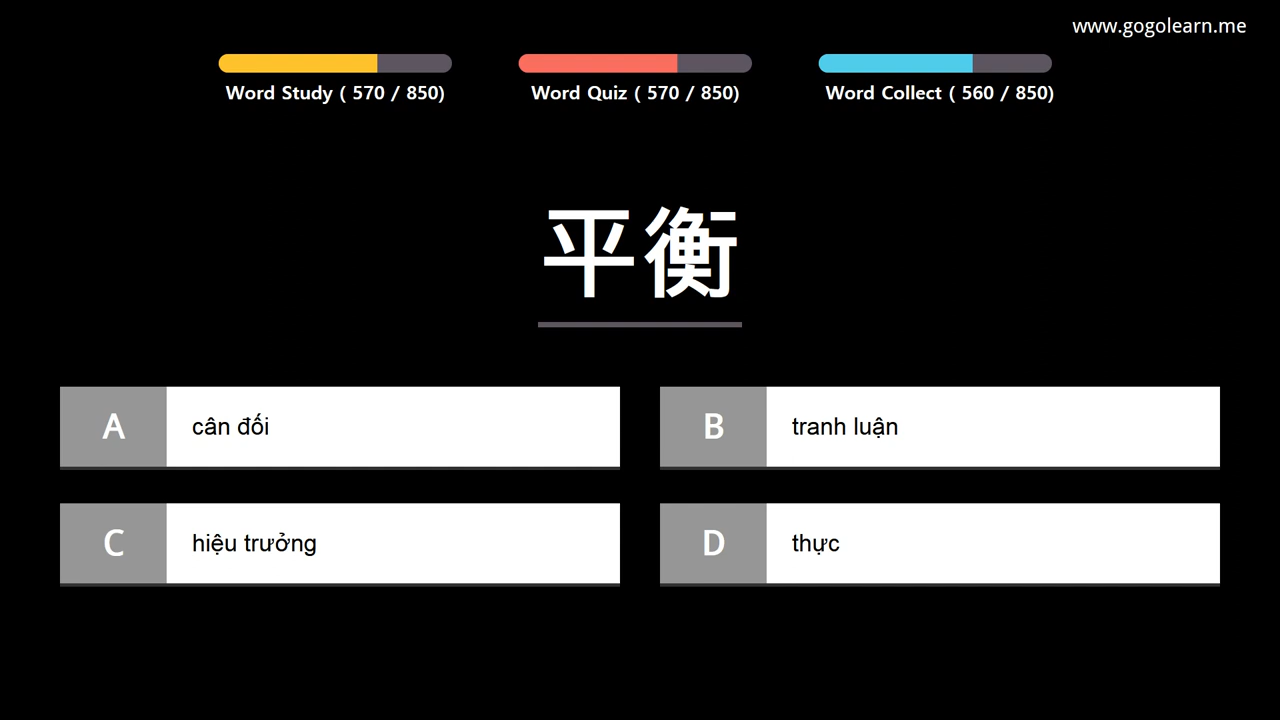 www.gogolearn.me
Word Study ( 570 / 850)
Word Quiz ( 570 / 850)
Word Collect ( 560 / 850)
平衡
A cân đối
B tranh luận
C hiệu trưởng
D thực